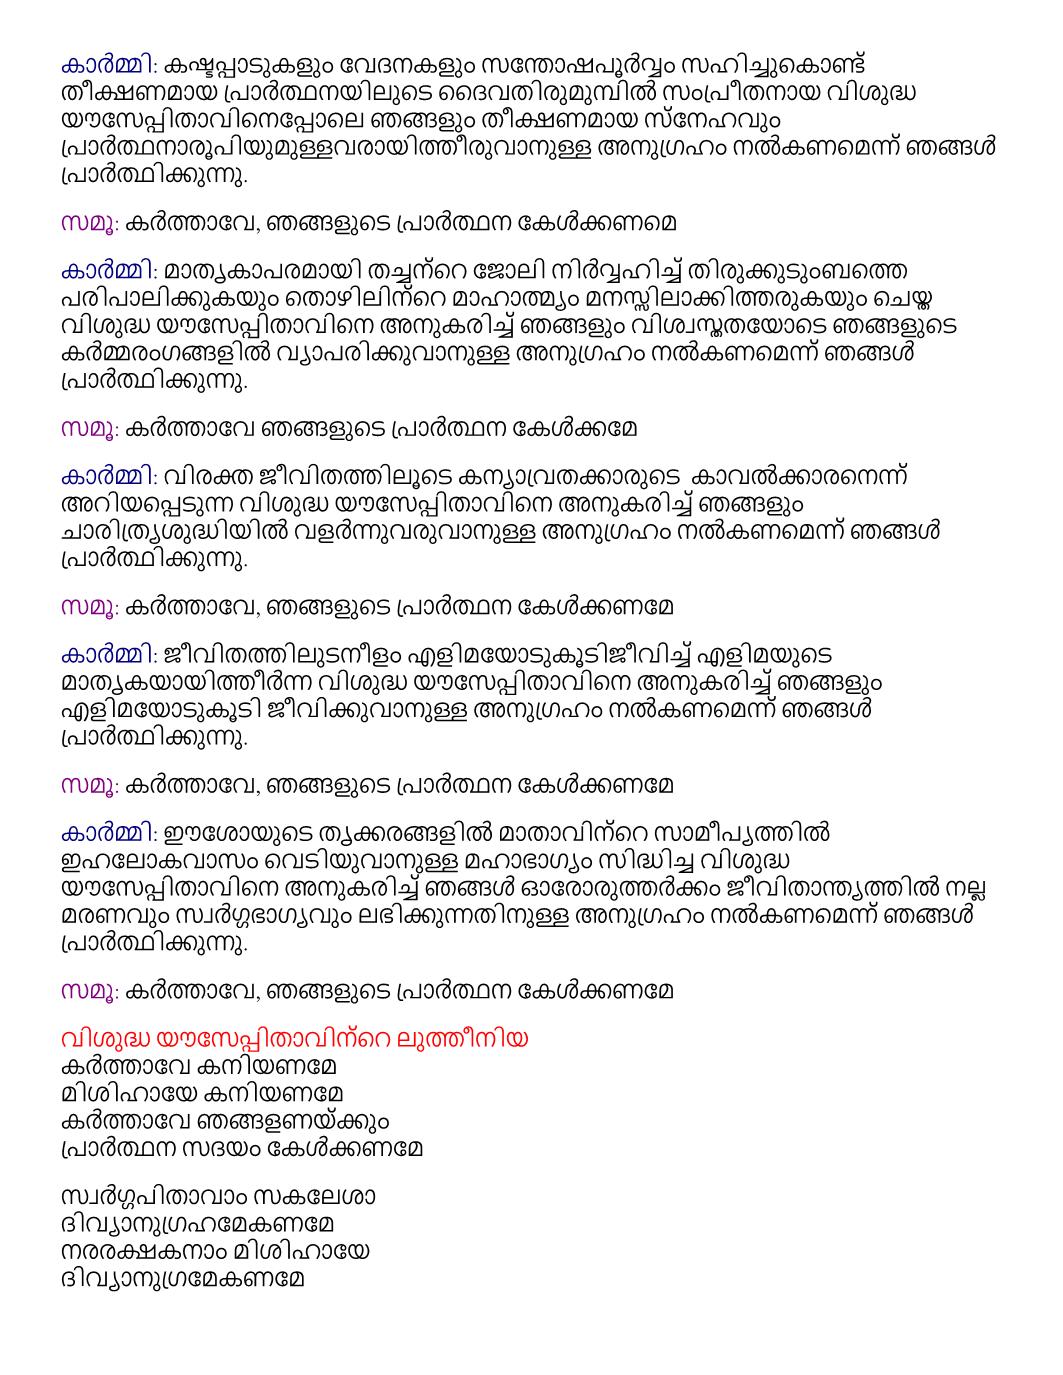 കാർമ്മി: കഷ്ടപ്പാടുകളും വേദനകളും സന്തോഷപൂർവ്വം സഹിച്ചുകൊണ്ട്
തീക്ഷണമായ പ്രാർത്ഥനയിലുടെ ദൈവതിരുമുമ്പിൽ സംപ്രീതനായ വിശുദ്ധ
യൗസേപ്പിതാവിനെപ്പോലെ ഞങ്ങളും തീക്ഷണമായ സ്നേഹവും
പ്രാർത്ഥനാരൂപിയുമുള്ളവരായിത്തീരുവാനുള്ള അനുഗ്രഹം നൽകണമെന്ന് ഞങ്ങൾ
പ്രാർത്ഥിക്കുന്നു.
സമൂ: കർത്താവേ, ഞങ്ങളുടെ പ്രാർത്ഥന കേൾക്കണമെ
കാർമ്മി: മാതൃകാപരമായി തച്ചന്റെ ജോലി നിർവ്വഹിച്ച് തിരുക്കുടുംബത്തെ
പരിപാലിക്കുകയും തൊഴിലിന്റെ മാഹാത്മ്യം മനസ്സിലാക്കിത്തരുകയും ചെയ്ത
വിശുദ്ധ യൗസേപ്പിതാവിനെ അനുകരിച്ച് ഞങ്ങളും വിശ്വസ്തതയോടെ ഞങ്ങളുടെ
കർമ്മരംഗങ്ങളിൽ വ്യാപരിക്കുവാനുള്ള അനുഗ്രഹം നൽകണമെന്ന് ഞങ്ങൾ
പ്രാർത്ഥിക്കുന്നു.
സമൂ: കർത്താവേ ഞങ്ങളുടെ പ്രാർത്ഥന കേൾക്കമേ
കാർമ്മി: വിരക്ത ജീവിതത്തിലൂടെ കന്യാവ്രതക്കാരുടെ  കാവൽക്കാരനെന്ന്
അറിയപ്പെടുന്ന വിശുദ്ധ യൗസേപ്പിതാവിനെ അനുകരിച്ച് ഞങ്ങളും
ചാരിത്ര്യശുദ്ധിയിൽ വളർന്നുവരുവാനുള്ള അനുഗ്രഹം നൽകണമെന്ന് ഞങ്ങൾ
പ്രാർത്ഥിക്കുന്നു.
സമൂ: കർത്താവേ, ഞങ്ങളുടെ പ്രാർത്ഥന കേൾക്കണമേ
കാർമ്മി: ജീവിതത്തിലുടനീളം എളിമയോടുകൂടിജീവിച്ച് എളിമയുടെ
മാതൃകയായിത്തീർന്ന വിശുദ്ധ യൗസേപ്പിതാവിനെ അനുകരിച്ച് ഞങ്ങളും
എളിമയോടുകൂടി ജീവിക്കുവാനുള്ള അനുഗ്രഹം നൽകണമെന്ന് ഞങ്ങൾ
പ്രാർത്ഥിക്കുന്നു.
സമൂ: കർത്താവേ, ഞങ്ങളുടെ പ്രാർത്ഥന കേൾക്കണമേ
കാർമ്മി: ഈശോയുടെ തൃക്കരങ്ങളിൽ മാതാവിന്റെ സാമീപ്യത്തിൽ
ഇഹലോകവാസം വെടിയുവാനുള്ള മഹാഭാഗ്യം സിദ്ധിച്ച വിശുദ്ധ
യൗസേപ്പിതാവിനെ അനുകരിച്ച് ഞങ്ങൾ ഓരോരുത്തർക്കം ജീവിതാന്ത്യത്തിൽ നല്ല
മരണവും സ്വർഗ്ഗഭാഗ്യവും ലഭിക്കുന്നതിനുള്ള അനുഗ്രഹം നൽകണമെന്ന് ഞങ്ങൾ
പ്രാർത്ഥിക്കുന്നു.
സമൂ: കർത്താവേ, ഞങ്ങളുടെ പ്രാർത്ഥന കേൾക്കണമേ
വിശുദ്ധ യൗസേപ്പിതാവിന്റെ ലുത്തീനിയ
കർത്താവേ കനിയണമേ
മിശിഹായേ കനിയണമേ
കർത്താവേ ഞങ്ങളണയ്ക്കും
പ്രാർത്ഥന സദയം കേൾക്കണമേ
സ്വർഗ്ഗപിതാവാം സകലേശാ
ദിവ്യാനുഗ്രഹമേകണമേ
നരരക്ഷകനാം മിശിഹായേ
ദിവ്യാനുഗ്രമേകണമേ